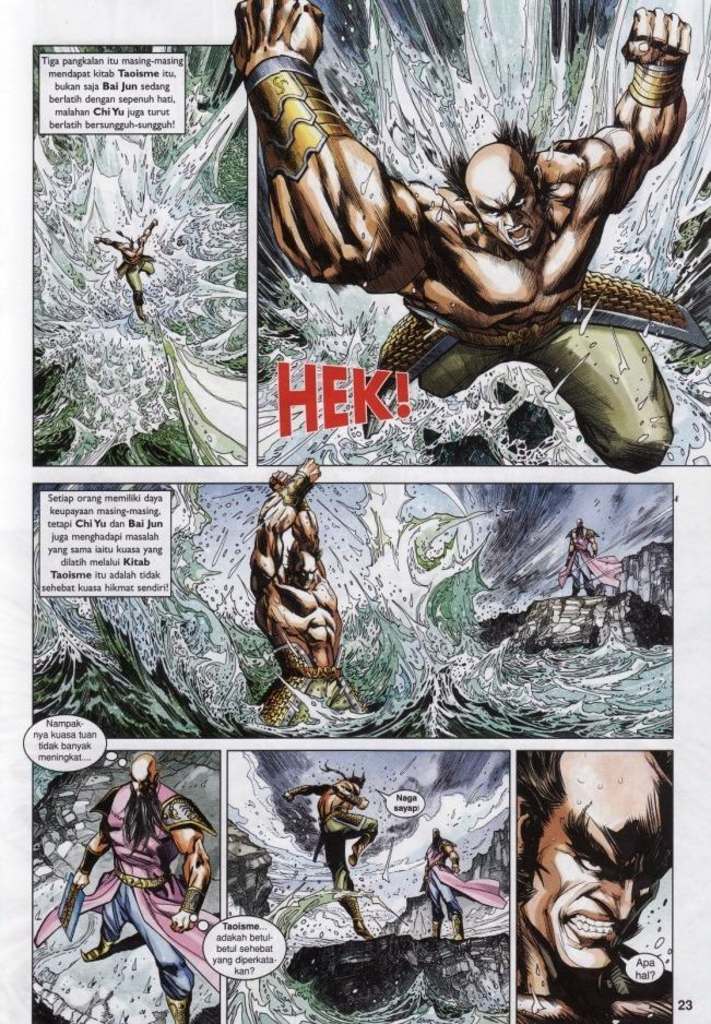 Tiga pangkalan itu masing-masing
mendapat kitab Taoisme itu,
bukan saja Bai Jun sedang
berlatih dengan sepenuh hati,
malahan Chi Yu juga turut
berlatih bersungguh-sungguh!
HEK!
Setiap orang memiliki daya
keupayaan masing-masing,
tetapi Chi Yu dan Bai Jun
juga menghadapi masalah
yang sama iaitu kuasa yang
dilatih melalui Kitab
Taoisme itu adalah tidak
sehebat kuasa hikmat sendiri!
Nampak-
nya kuasa tuan
tidak banyak
meningkat....
Taoisme...
adakah betul-
betul sehebat
yang diperkata-
kan?
Naga
sayap!
Apa
hal?
23